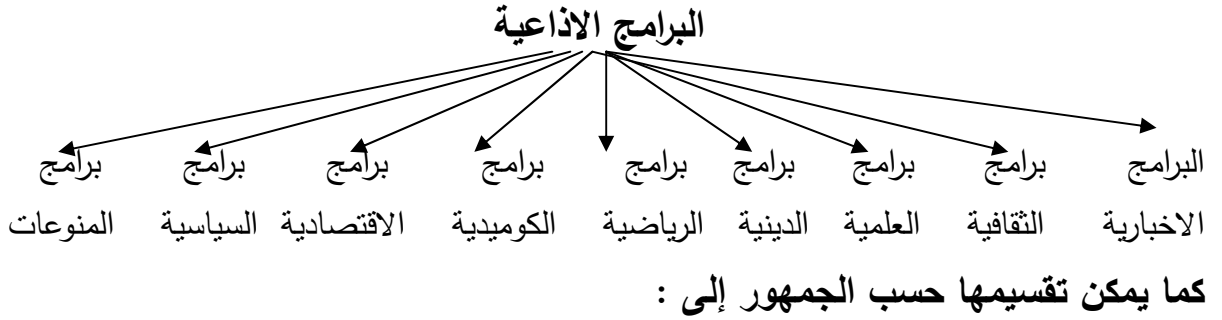 البرامج الاذاعية
البرامج برامج برامج برامج برامج برامج برامج برامج برامج
الاخبارية الثقافية العلمية الدينية الرياضية الكوميدية الاقتصادية السياسية المنوعات
كما يمكن تقسيمها حسب الجمهور إلى :